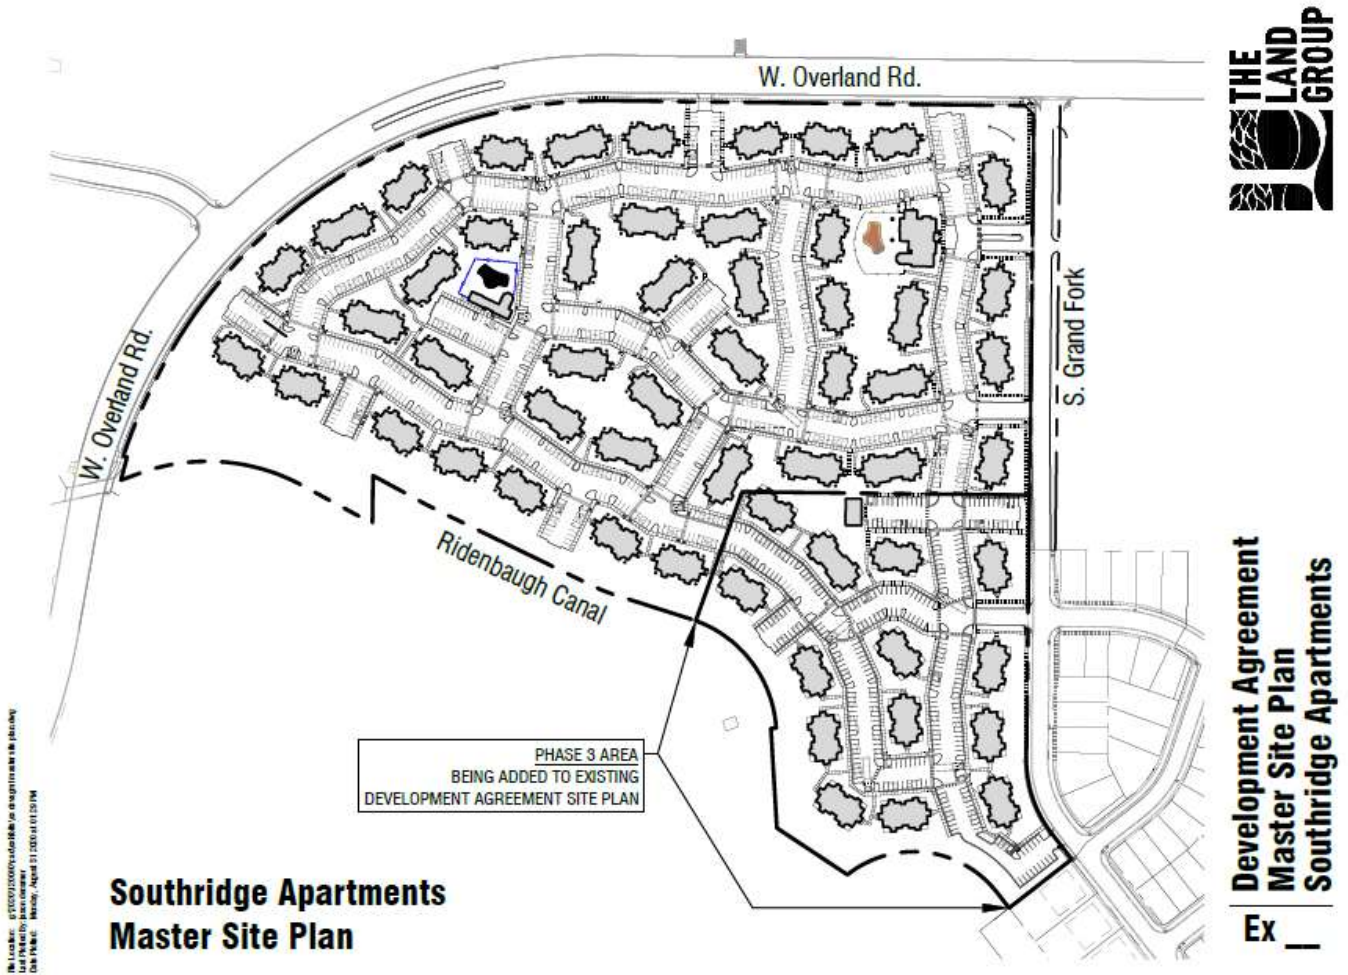 W. Overland Rd.
THE
LAND
GROUP
S. Grand Fork
W. Overland Rd.
Ridenbaugh Canal
PHASE 3 AREA
BEING ADDED TO EXISTING
DEVELOPMENT AGREEMENT SITE PLAN
Southridge Apartments
Master Site Plan
Development Agreement
Master Site Plan
Southridge Apartments
Ex __